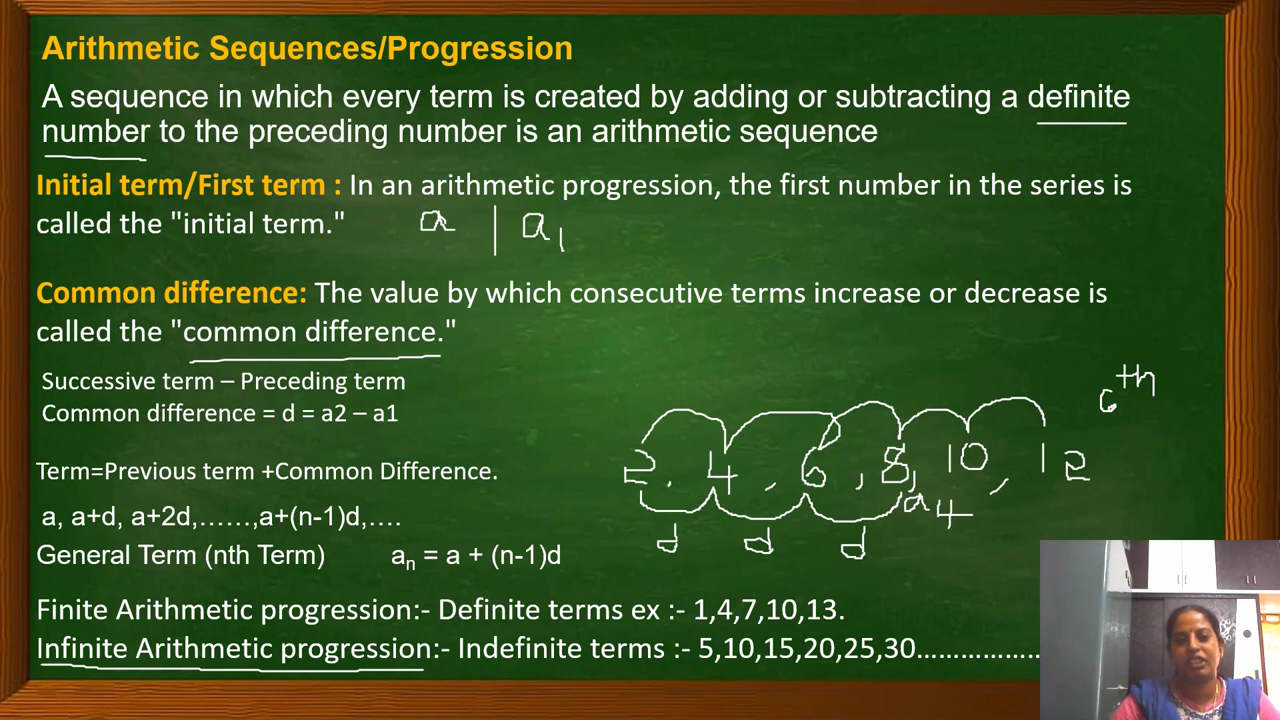 Arithmetic Sequences/Progression
A sequence in which every term is created by adding or subtracting a definite
number to the preceding number is an arithmetic sequence
Initial term/First term : In an arithmetic progression, the first number in the series is
called the "initial term."
a | a1
Common difference: The value by which consecutive terms increase or decrease is
called the "common difference."
Successive term – Preceding term
Common difference = d = a2 – a1
6th
2, 4, 6, 8, 10, 12
Term=Previous term +Common Difference.
a4
a, a+d, a+2d,……,a+(n-1)d,….
d d d
General Term (nth Term) an = a + (n-1)d
Finite Arithmetic progression:- Definite terms ex :- 1,4,7,10,13.
Infinite Arithmetic progression:- Indefinite terms :- 5,10,15,20,25,30………………..